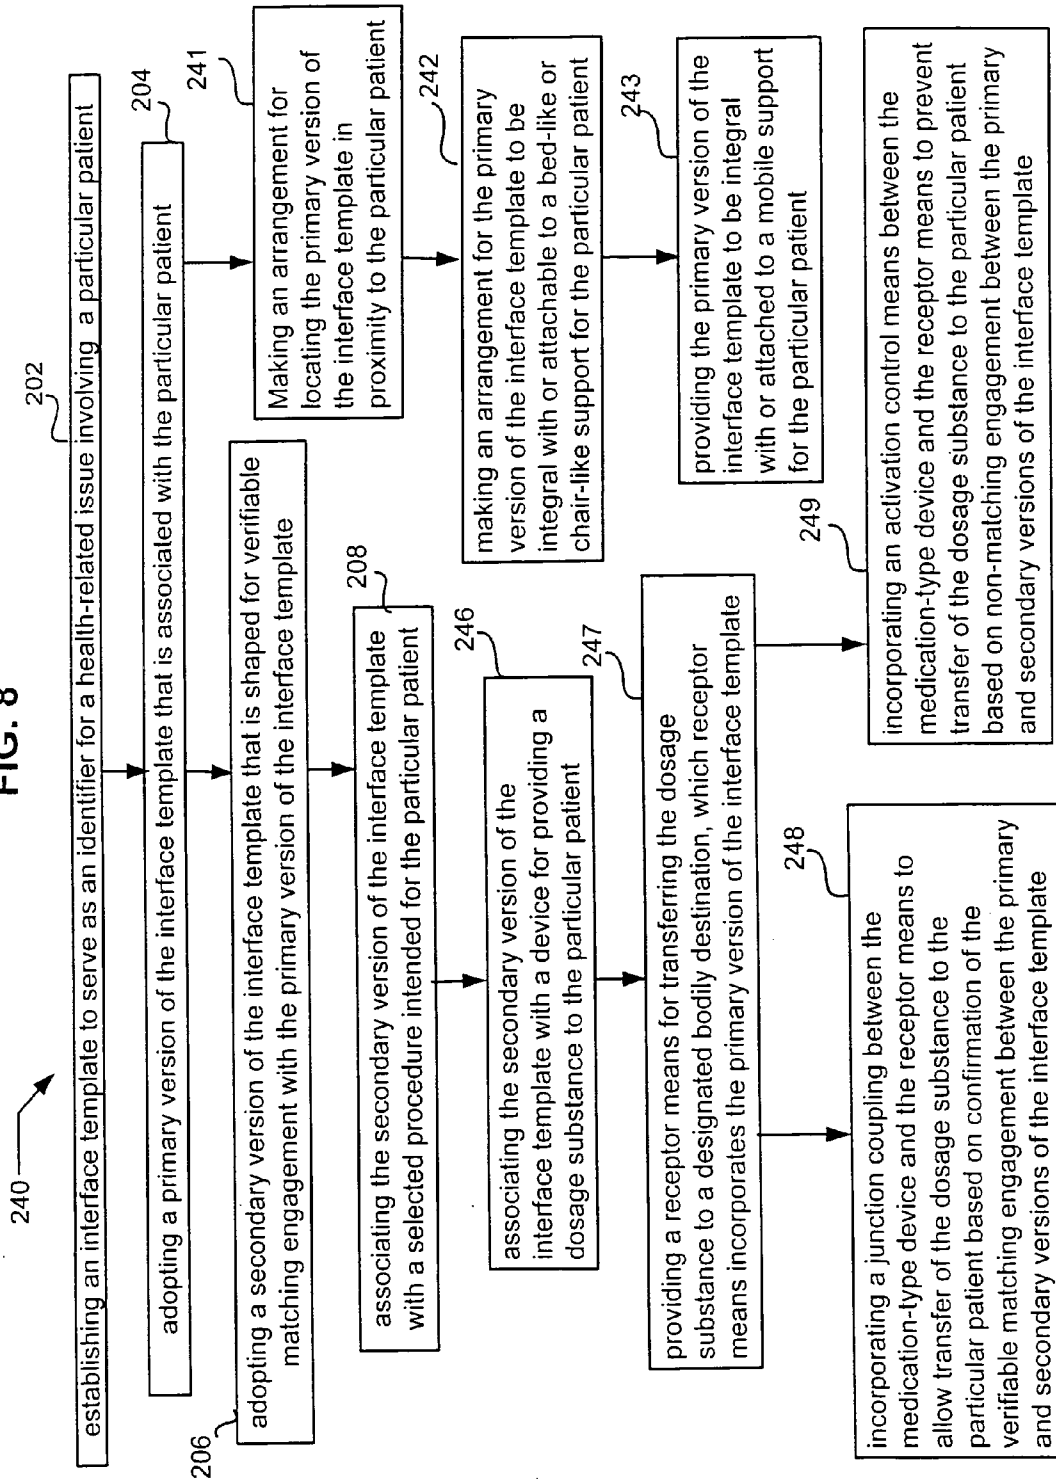 FIG. 8
240
202
establishing an interface template to serve as an identifier for a health-related issue involving a particular patient
204
adopting a primary version of the interface template that is associated with the particular patient
206
adopting a secondary version of the interface template that is shaped for verifiable
matching engagement with the primary version of the interface template
208
associating the secondary version of the interface template
with a selected procedure intended for the particular patient
241
Making an arrangement for
locating the primary version of
the interface template in
proximity to the particular patient
242
making an arrangement for the primary
version of the interface template to be
integral with or attachable to a bed-like or
chair-like support for the particular patient
243
providing the primary version of the
interface template to be integral
with or attached to a mobile support
for the particular patient
246
associating the secondary version of the
interface template with a device for providing a
dosage substance to the particular patient
247
providing a receptor means for transferring the dosage
substance to a designated bodily destination, which receptor
means incorporates the primary version of the interface template
248
incorporating a junction coupling between the
medication-type device and the receptor means to
allow transfer of the dosage substance to the
particular patient based on confirmation of the
verifiable matching engagement between the primary
and secondary versions of the interface template
249
incorporating an activation control means between the
medication-type device and the receptor means to prevent
transfer of the dosage substance to the particular patient
based on non-matching engagement between the primary
and secondary versions of the interface template